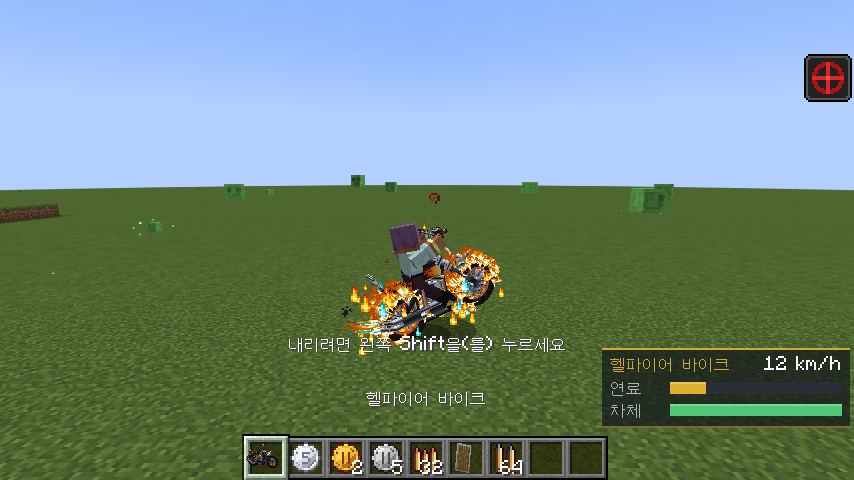 내리려면 왼쪽 Shift을(를) 누르세요
헬파이어 바이크 12 km/h
연료
차체
헬파이어 바이크
5 2 5 32 64